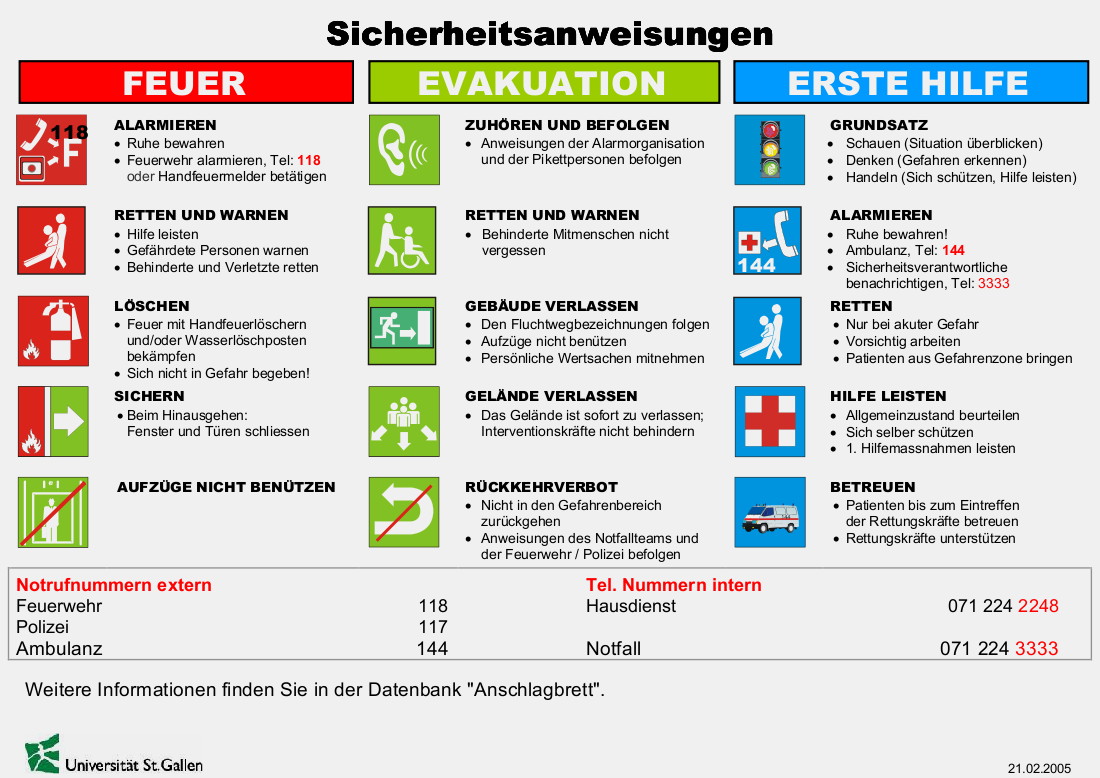 Sicherheitsanweisungen
FEUER
118
F
ALARMIEREN
• Ruhe bewahren
• Feuerwehr alarmieren, Tel: 118
oder Handfeuermelder betätigen
RETTEN UND WARNEN
• Hilfe leisten
• Gefährdete Personen warnen
• Behinderte und Verletzte retten
LÖSCHEN
• Feuer mit Handfeuerlöschern
und/oder Wasserlöschposten
bekämpfen
• Sich nicht in Gefahr begeben!
SICHERN
• Beim Hinausgehen:
Fenster und Türen schliessen
AUFZÜGE NICHT BENÜTZEN
EVAKUATION
ZUHÖREN UND BEFOLGEN
• Anweisungen der Alarmorganisation
und der Pikettpersonen befolgen
RETTEN UND WARNEN
• Behinderte Mitmenschen nicht
vergessen
GEBÄUDE VERLASSEN
• Den Fluchtwegbezeichnungen folgen
• Aufzüge nicht benützen
• Persönliche Wertsachen mitnehmen
GELÄNDE VERLASSEN
• Das Gelände ist sofort zu verlassen;
Interventionskräfte nicht behindern
RÜCKKEHRVERBOT
• Nicht in den Gefahrenbereich
zurückgehen
• Anweisungen des Notfallteams und
der Feuerwehr / Polizei befolgen
ERSTE HILFE
GRUNDSATZ
• Schauen (Situation überblicken)
• Denken (Gefahren erkennen)
• Handeln (Sich schützen, Hilfe leisten)
144
ALARMIEREN
• Ruhe bewahren!
• Ambulanz, Tel: 144
• Sicherheitsverantwortliche
benachrichtigen, Tel: 3333
RETTEN
• Nur bei akuter Gefahr
• Vorsichtig arbeiten
• Patienten aus Gefahrenzone bringen
HILFE LEISTEN
• Allgemeinzustand beurteilen
• Sich selber schützen
• 1. Hilfemassnahmen leisten
144
BETREUEN
• Patienten bis zum Eintreffen
der Rettungskräfte betreuen
• Rettungskräfte unterstützen
Notrufnummern extern
Feuerwehr 118
Polizei 117
Ambulanz 144
Tel. Nummern intern
Hausdienst 071 224 2248
Notfall 071 224 3333
Weitere Informationen finden Sie in der Datenbank "Anschlagbrett".
Universität St.Gallen
21.02.2005